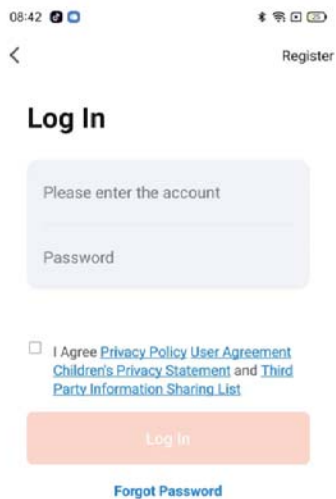 08:42
Register
Log In
Please enter the account
Password
I Agree Privacy Policy User Agreement
Children's Privacy Statement and Third
Party Information Sharing List
Log In
Forgot Password